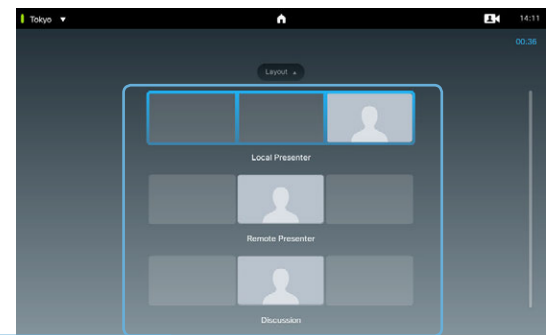 Tokyo
14:11
00:36
Layout
Local Presenter
Remote Presenter
Discussion